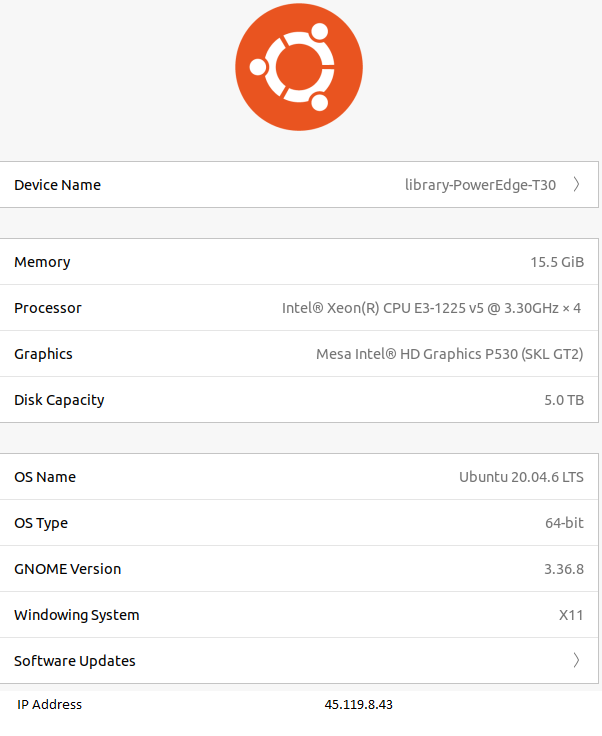 Device Name library-PowerEdge-T30
Memory 15.5 GiB
Processor Intel® Xeon(R) CPU E3-1225 v5 @ 3.30GHz × 4
Graphics Mesa Intel® HD Graphics P530 (SKL GT2)
Disk Capacity 5.0 TB
OS Name Ubuntu 20.04.6 LTS
OS Type 64-bit
GNOME Version 3.36.8
Windowing System X11
Software Updates
IP Address 45.119.8.43